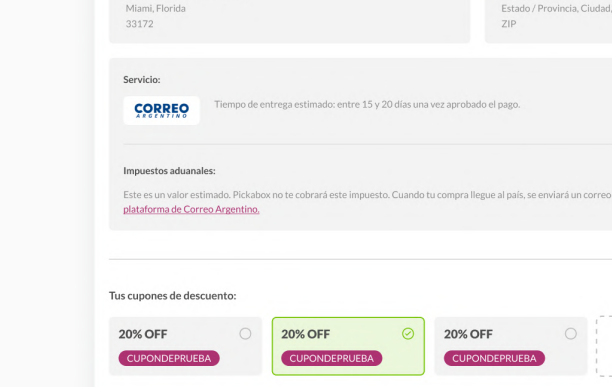 Miami, Florida
33172
Estado / Provincia, Ciudad,
ZIP
Servicio:
CORREO
ARGENTINO
Tiempo de entrega estimado: entre 15 y 20 días una vez aprobado el pago.
Impuestos aduanales:
Este es un valor estimado. Pickabox no te cobrará este impuesto. Cuando tu compra llegue al país, se enviará un correo
plataforma de Correo Argentino.
Tus cupones de descuento:
20% OFF
CUPONDEPRUEBA
20% OFF
CUPONDEPRUEBA
20% OFF
CUPONDEPRUEBA